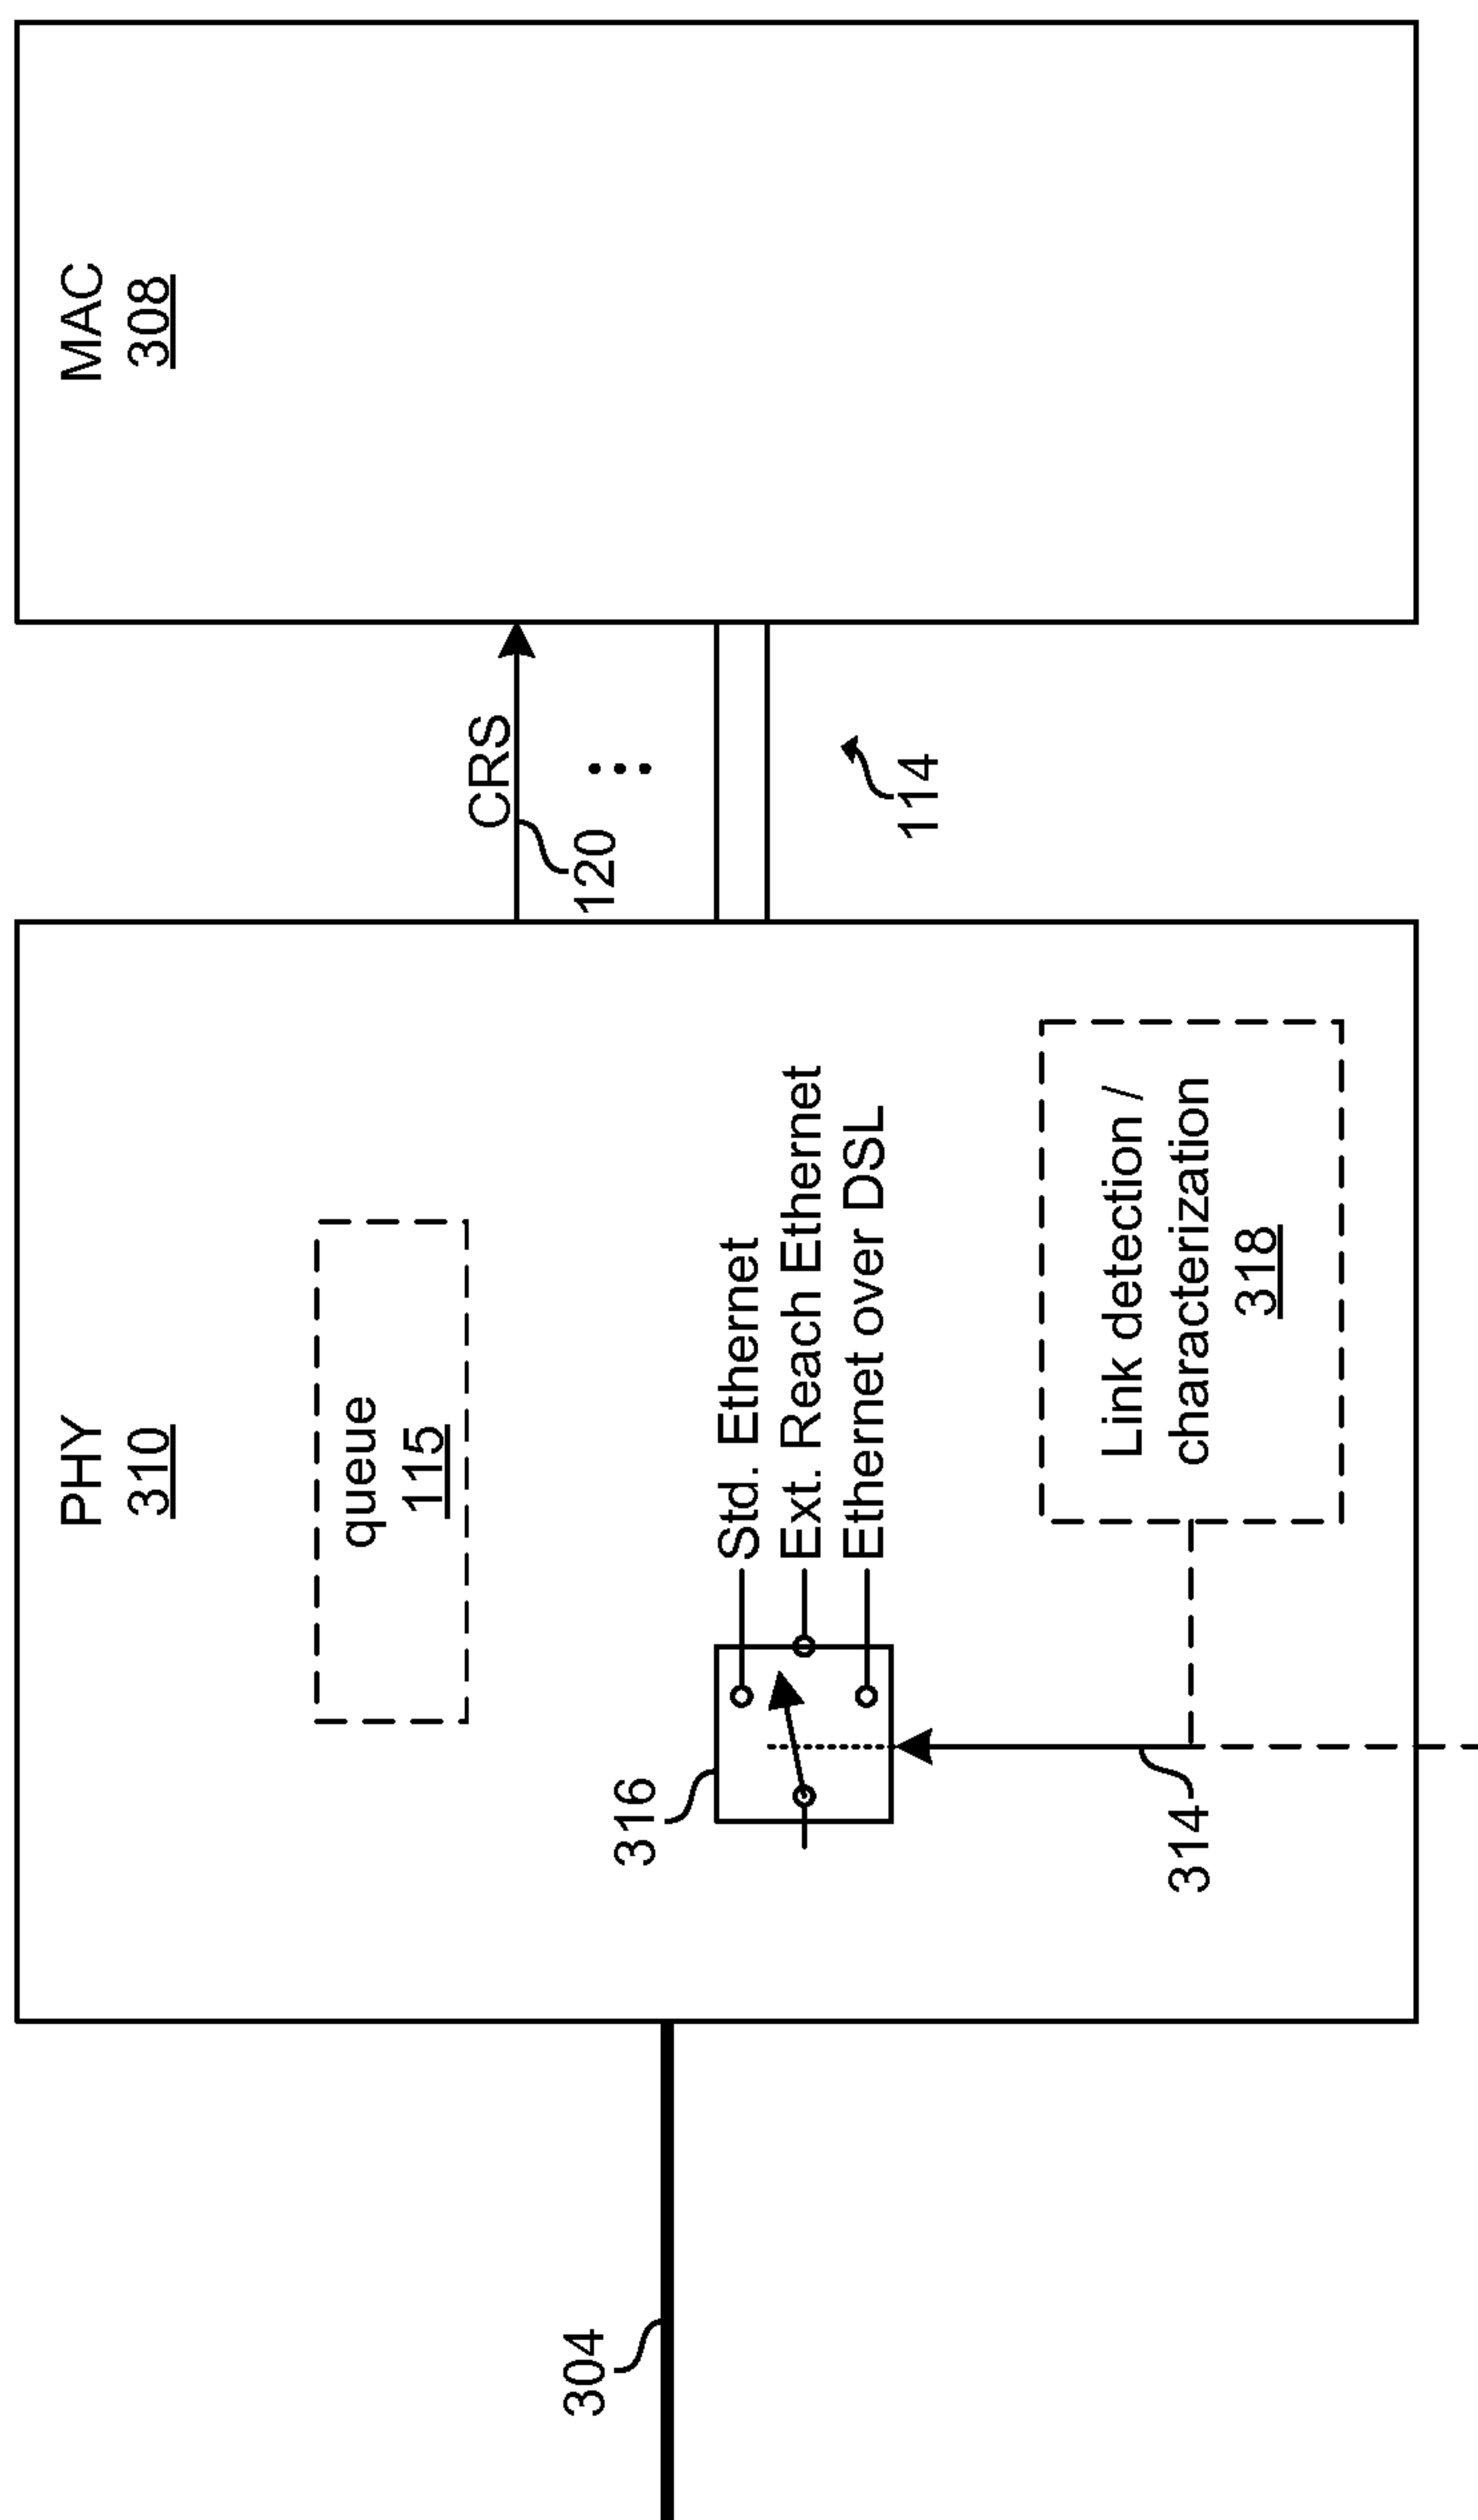 PHY
310
queue
115
316
Std. Ethernet
Ext. Reach Ethernet
Ethernet over DSL
Link detection /
characterization
318
314
304
CRS
120
114
MAC
308